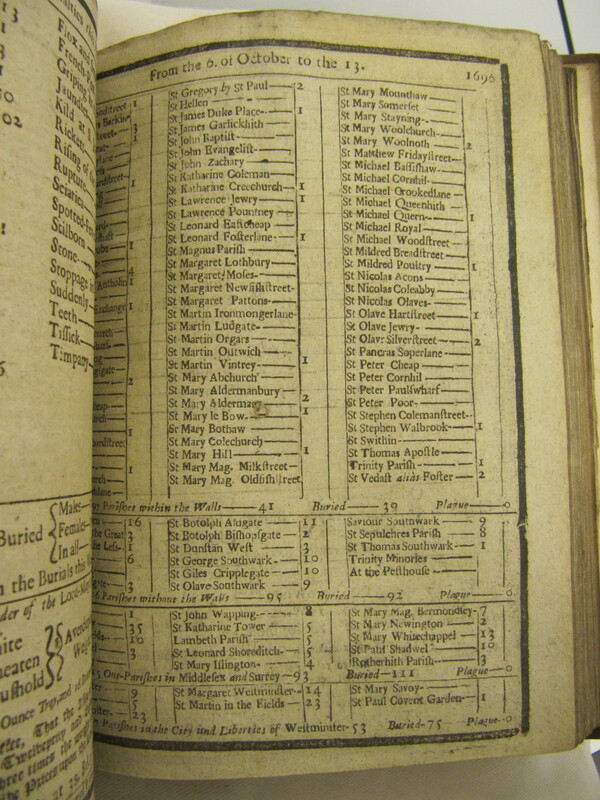 From the 6. of October to the 13.
1696
St Gregory by St Paul 2
St Hellen
St James Duke Place 1
St James Garlickhith
St John Baptist
St John Evangelist
St John Zachary
St Katharine Coleman
St Katharine Creechurch 1
St Lawrence Jewry 1
St Lawrence Pountney
St Leonard Eastcheap
St Leonard Fosterlane 1
St Magnus Parish
St Margaret Lothbury
St Margaret Moses
St Margaret Newfishstreet
St Margaret Pattons
St Martin Ironmongerlane
St Martin Ludgate
St Martin Orgars
St Martin Outwich
St Martin Vintrey 1
St Mary Abchurch
St Mary Aldermanbury
St Mary Alderman 2
St Mary le Bow 1
St Mary Bothaw
St Mary Colechurch
St Mary Hill 1
St Mary Mag. Milkstreet
St Mary Mag. Oldfishstreet
St Mary Mounthaw
St Mary Somerset
St Mary Stayning
St Mary Woolchurch
St Mary Woolnoth 2
St Matthew Fridaystreet
St Michael Bassishaw
St Michael Cornhil
St Michael Crookedlane
St Michael Queenhith
St Michael Quern 1
St Michael Royal
St Michael Woodstreet
St Mildred Breadstreet
St Mildred Poultry 1
St Nicolas Acons
St Nicolas Coleabby
St Nicolas Olaves
St Olave Hartstreet 1
St Olave Jewry
St Olave Silverstreet 2
St Pancras Soperlane
St Peter Cheap
St Peter Cornhil
St Peter Paulswharf
St Peter Poor
St Stephen Colemanstreet
St Stephen Walbrook 1
St Swithin
St Thomas Apostle
Trinity Parish 1
St Vedast alias Foster 2
97 Parishes within the Walls 41 Buried 39 Plague 0
St Botolph Aldgate 11
St Botolph Bishopsgate 2
St Dunstan West 3
St George Southwark 10
St Giles Cripplegate 10
St Olave Southwark 9
Saviour Southwark 9
St Sepulchres Parish 8
St Thomas Southwark 1
Trinity Minories
At the Pesthouse
Parishes without the Walls 95 Buried 92 Plague 0
St John Wapping 8
St Katharine Tower 5
Lambeth Parish 5
St Leonard Shoreditch 5
St Mary Islington 4
St Mary Mag. Bermondsey 7
St Mary Newington 2
St Mary Whitechappel 13
St Paul Shadwel 10
Rotherhith Parish 3
Out-Parishes in Middlesex and Surrey 93 Buried 111 Plague 0
St Margaret Westminster 14
St Martin in the Fields 23
St Mary Savoy
St Paul Covent Garden 1
Parishes in the City and Liberties of Westminster 53 Buried 75 Plague 0
Griping
Jaundies
Rising of
Rupture
Sciatica
Stilborn
Stone
Stoppage in
Suddenly
Teeth
Tissick
Timpany
Buried
Males
Females
In all